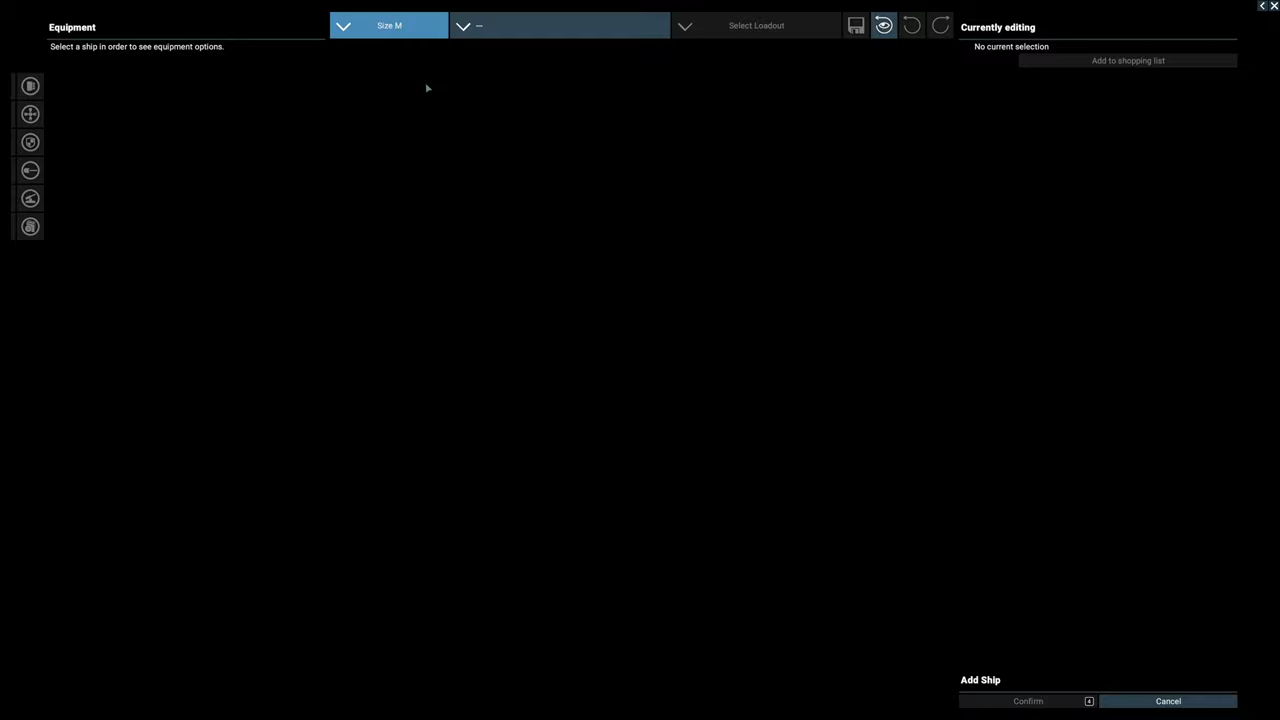 Equipment
Select a ship in order to see equipment options.
Size M
—
Select Loadout
Currently editing
No current selection
Add to shopping list
Add Ship
Confirm
Cancel